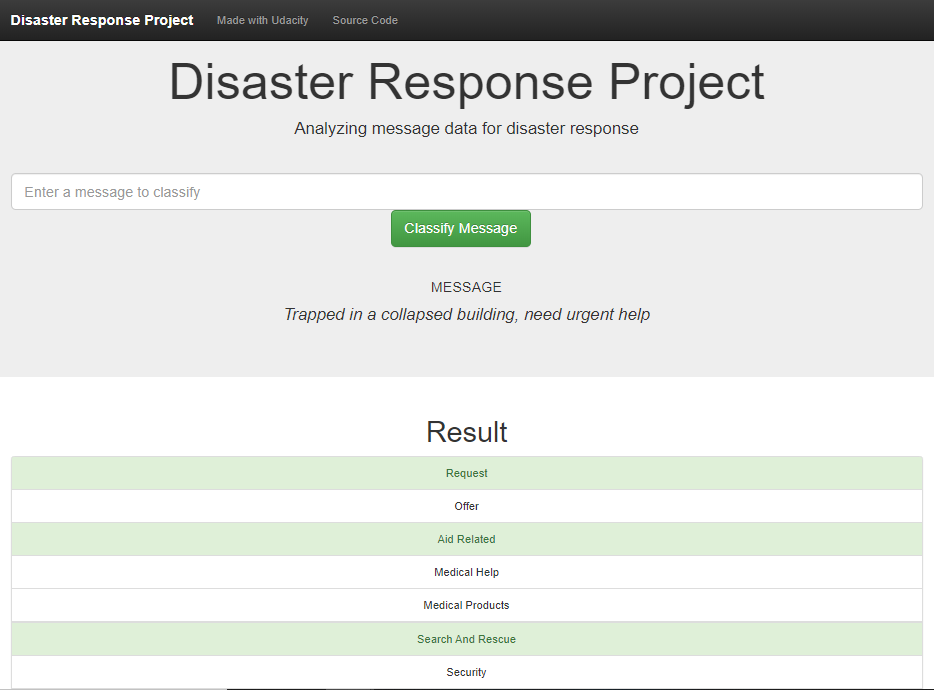 Disaster Response Project Made with Udacity Source Code
Disaster Response Project
Analyzing message data for disaster response
Enter a message to classify
Classify Message
MESSAGE
Trapped in a collapsed building, need urgent help
Result
Request
Offer
Aid Related
Medical Help
Medical Products
Search And Rescue
Security